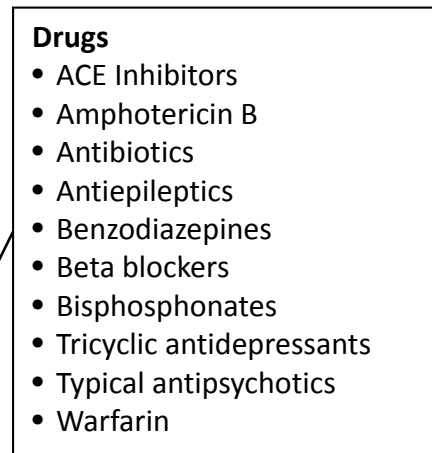 Drugs
• ACE Inhibitors
• Amphotericin B
• Antibiotics
• Antiepileptics
• Benzodiazepines
• Beta blockers
• Bisphosphonates
• Tricyclic antidepressants
• Typical antipsychotics
• Warfarin